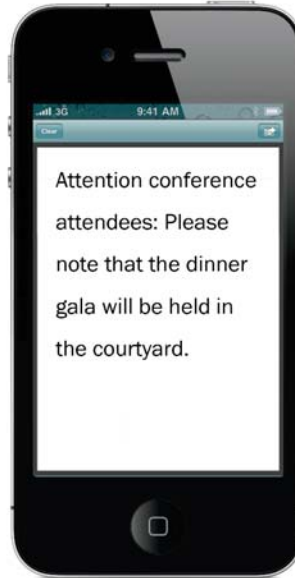 3G 9:41 AM
Clear
Attention conference
attendees: Please
note that the dinner
gala will be held in
the courtyard.